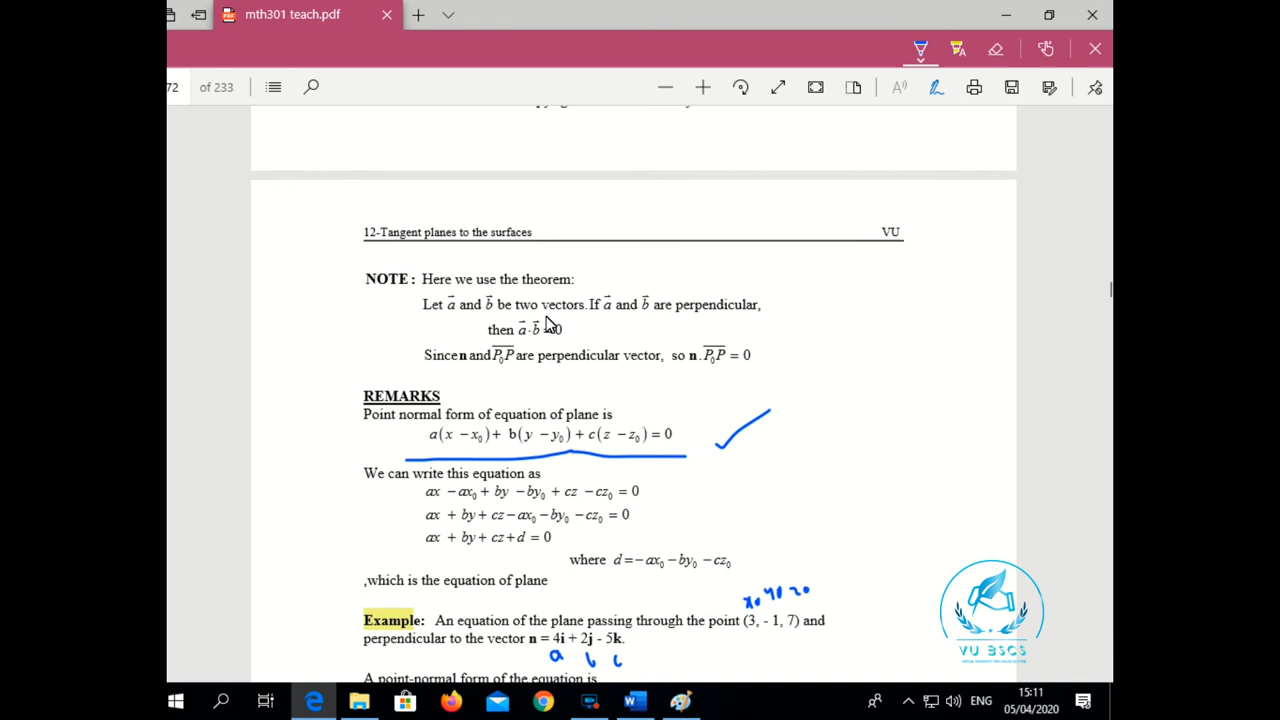 mth301 teach.pdf
72 of 233
12-Tangent planes to the surfaces VU
NOTE : Here we use the theorem:
Let a⃗ and b⃗ be two vectors.If a⃗ and b⃗ are perpendicular,
then a⃗ · b⃗ = 0
Since n and P₀P are perpendicular vector, so n . P₀P = 0
REMARKS
Point normal form of equation of plane is
a(x − x₀) + b(y − y₀) + c(z − z₀) = 0
We can write this equation as
ax − ax₀ + by − by₀ + cz − cz₀ = 0
ax + by + cz − ax₀ − by₀ − cz₀ = 0
ax + by + cz + d = 0
where d = −ax₀ − by₀ − cz₀
,which is the equation of plane
x₀ y₀ z₀
Example: An equation of the plane passing through the point (3, - 1, 7) and
perpendicular to the vector n = 4i + 2j - 5k.
a b c
A point-normal form of the equation is
VU BSCS
ENG
15:11
05/04/2020